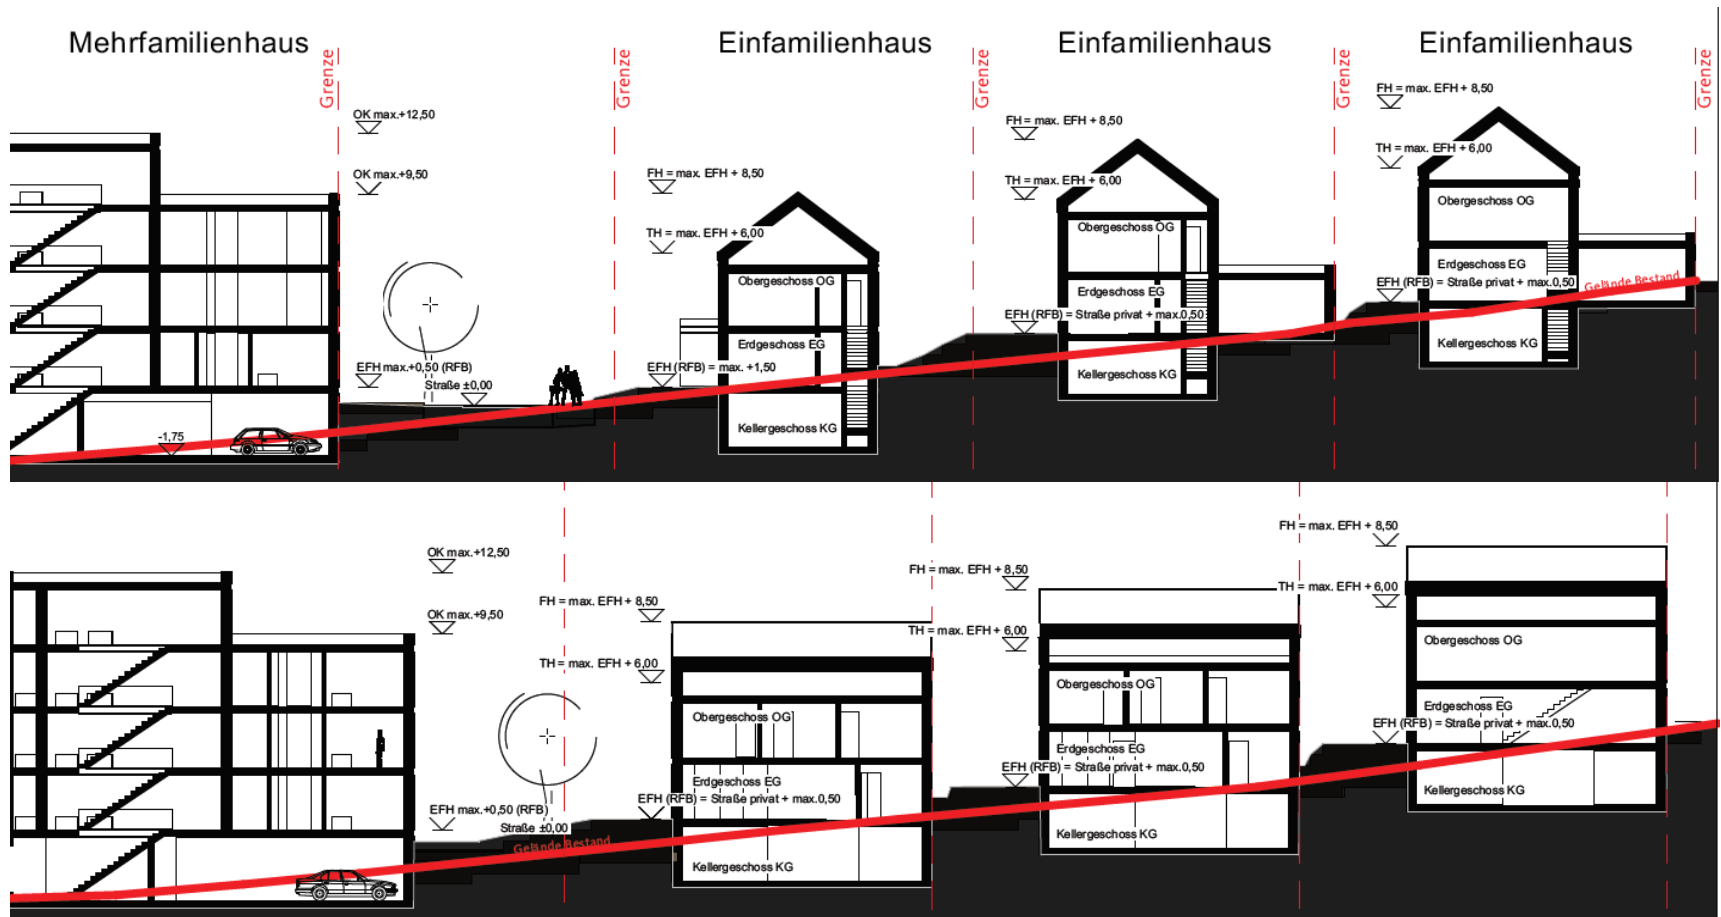 Mehrfamilienhaus
Einfamilienhaus
Einfamilienhaus
Einfamilienhaus
Grenze
Grenze
Grenze
Grenze
Grenze
OK max.+12,50
OK max.+9,50
EFH max.+0,50 (RFB)
Straße ±0,00
-1,75
FH = max. EFH + 8,50
TH = max. EFH + 6,00
Obergeschoss OG
Erdgeschoss EG
EFH (RFB) = max. +1,50
Kellergeschoss KG
FH = max. EFH + 8,50
TH = max. EFH + 6,00
Obergeschoss OG
Erdgeschoss EG
EFH (RFB) = Straße privat + max.0,50
Kellergeschoss KG
FH = max. EFH + 8,50
TH = max. EFH + 6,00
Obergeschoss OG
Erdgeschoss EG
EFH (RFB) = Straße privat + max.0,50
Gelände Bestand
Kellergeschoss KG
OK max.+12,50
OK max.+9,50
EFH max.+0,50 (RFB)
Straße ±0,00
Gelände Bestand
FH = max. EFH + 8,50
TH = max. EFH + 6,00
Obergeschoss OG
Erdgeschoss EG
EFH (RFB) = Straße privat + max.0,50
Kellergeschoss KG
FH = max. EFH + 8,50
TH = max. EFH + 6,00
Obergeschoss OG
Erdgeschoss EG
EFH (RFB) = Straße privat + max.0,50
Kellergeschoss KG
FH = max. EFH + 8,50
TH = max. EFH + 6,00
Obergeschoss OG
Erdgeschoss EG
EFH (RFB) = Straße privat + max.0,50
Kellergeschoss KG